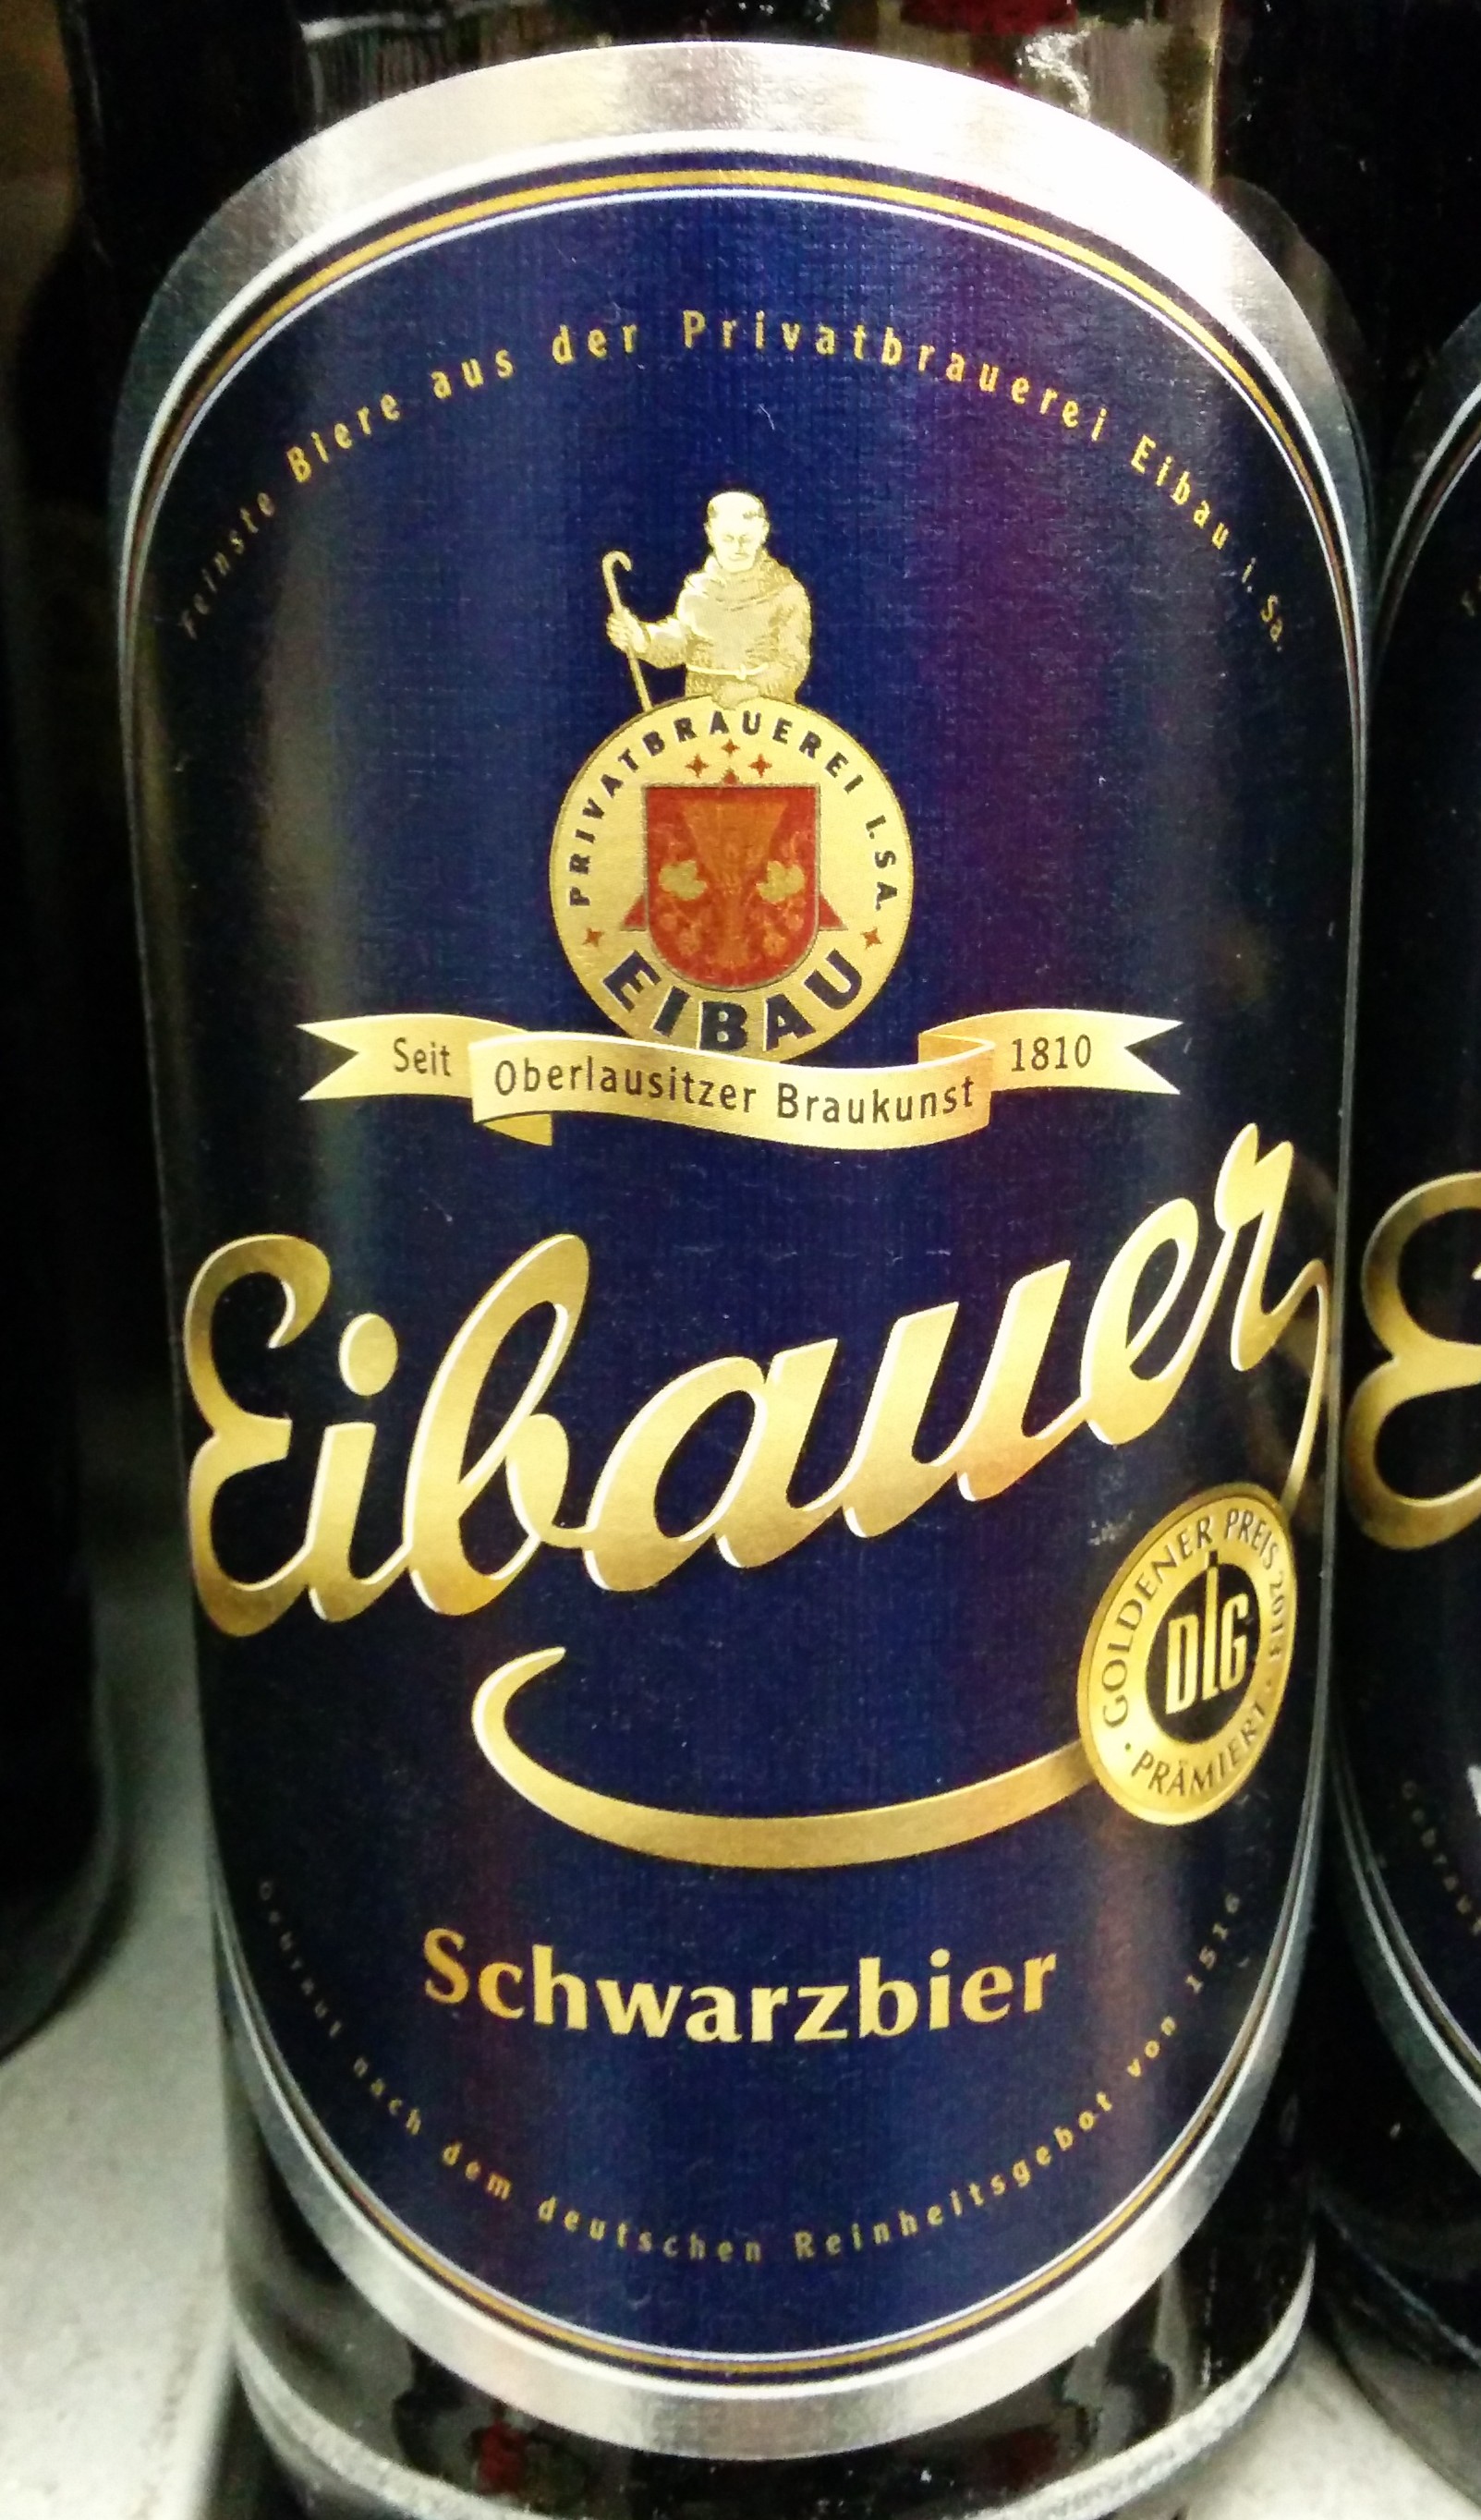 Feinste Biere aus der Privatbrauerei Eibau i. Sa.
PRIVATBRAUEREI I. SA.
EIBAU
Seit Oberlausitzer Braukunst 1810
Eibauer
GOLDENER PREIS 2013
DLG
PRÄMIERT
Schwarzbier
Gebraut nach dem deutschen Reinheitsgebot von 1516